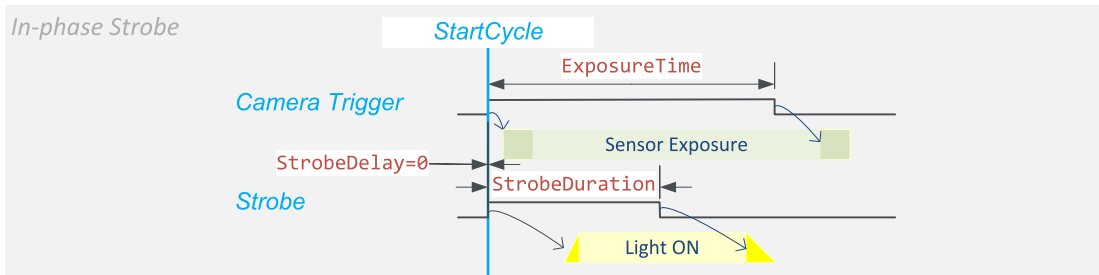 In-phase Strobe
StartCycle
ExposureTime
Camera Trigger
Sensor Exposure
StrobeDelay=0
StrobeDuration
Strobe
Light ON